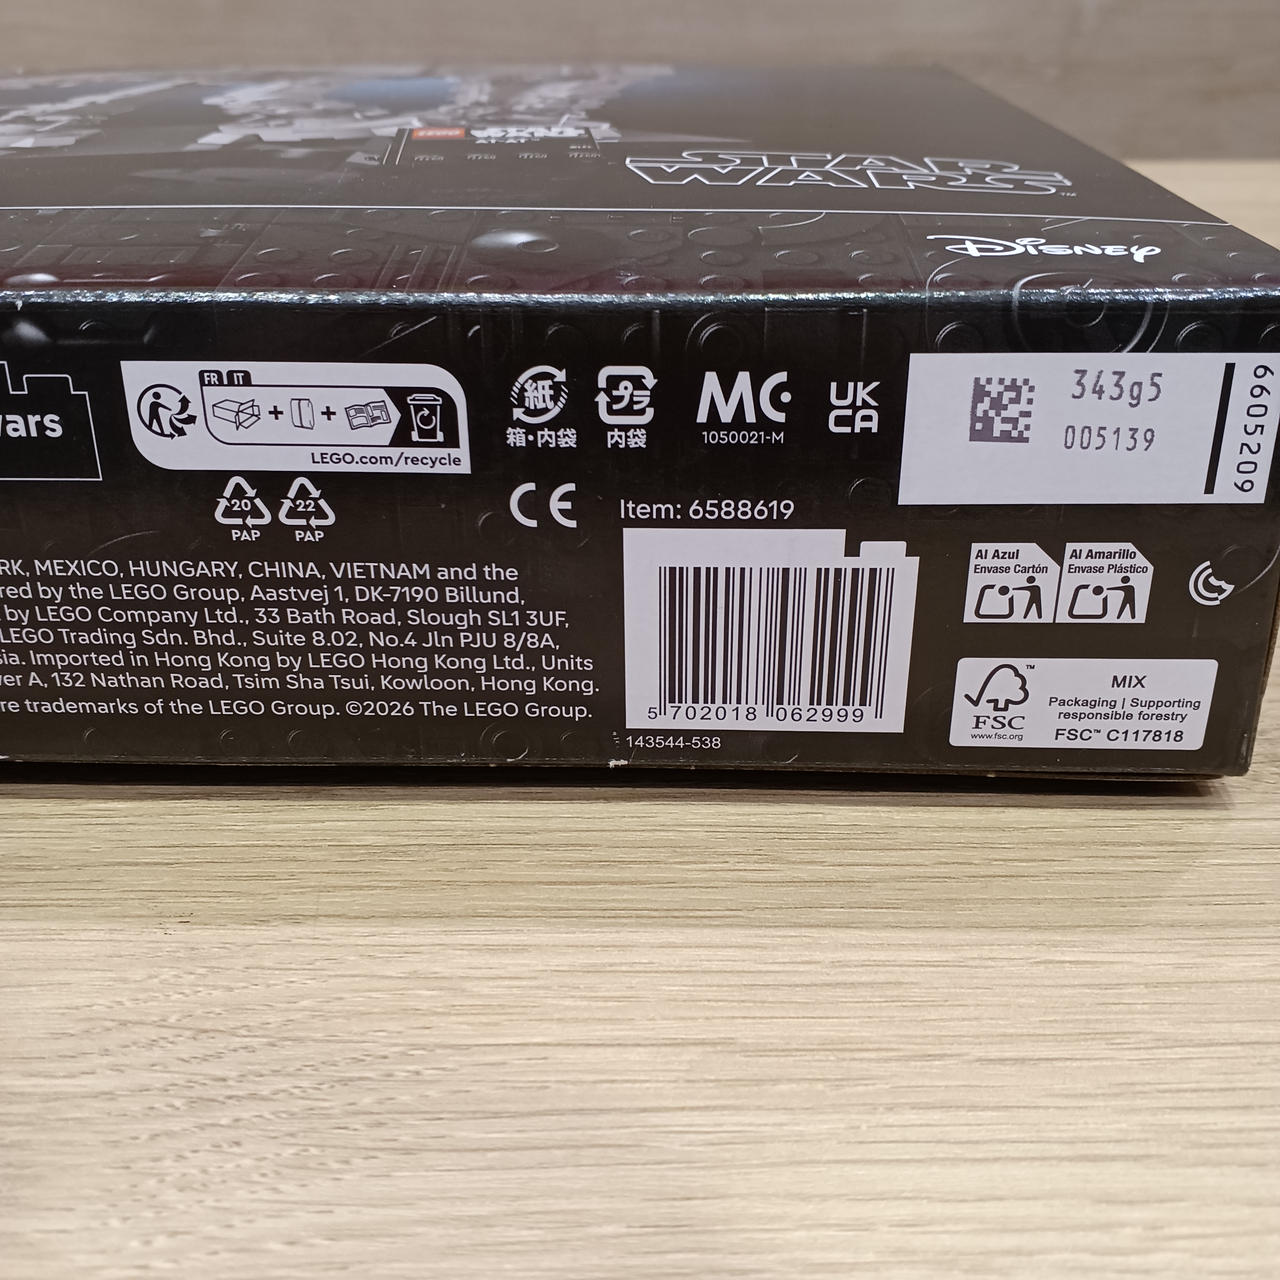 LEGO
STAR WARS
AT-AT™
STAR
WARS™
Disney
wars
FR IT
LEGO.com/recycle
20
PAP
22
PAP
紙
箱・内袋
プラ
内袋
MC
1050021-M
UK
CA
343g5
005139
6605209
CE
Item: 6588619
RK, MEXICO, HUNGARY, CHINA, VIETNAM and the
red by the LEGO Group, Aastvej 1, DK-7190 Billund,
by LEGO Company Ltd., 33 Bath Road, Slough SL1 3UF,
LEGO Trading Sdn. Bhd., Suite 8.02, No.4 Jln PJU 8/8A,
sia. Imported in Hong Kong by LEGO Hong Kong Ltd., Units
wer A, 132 Nathan Road, Tsim Sha Tsui, Kowloon, Hong Kong.
re trademarks of the LEGO Group. ©2026 The LEGO Group.
5 702018 062999
143544-538
Al Azul
Envase Cartón
Al Amarillo
Envase Plástico
FSC
www.fsc.org
MIX
Packaging | Supporting
responsible forestry
FSC™ C117818